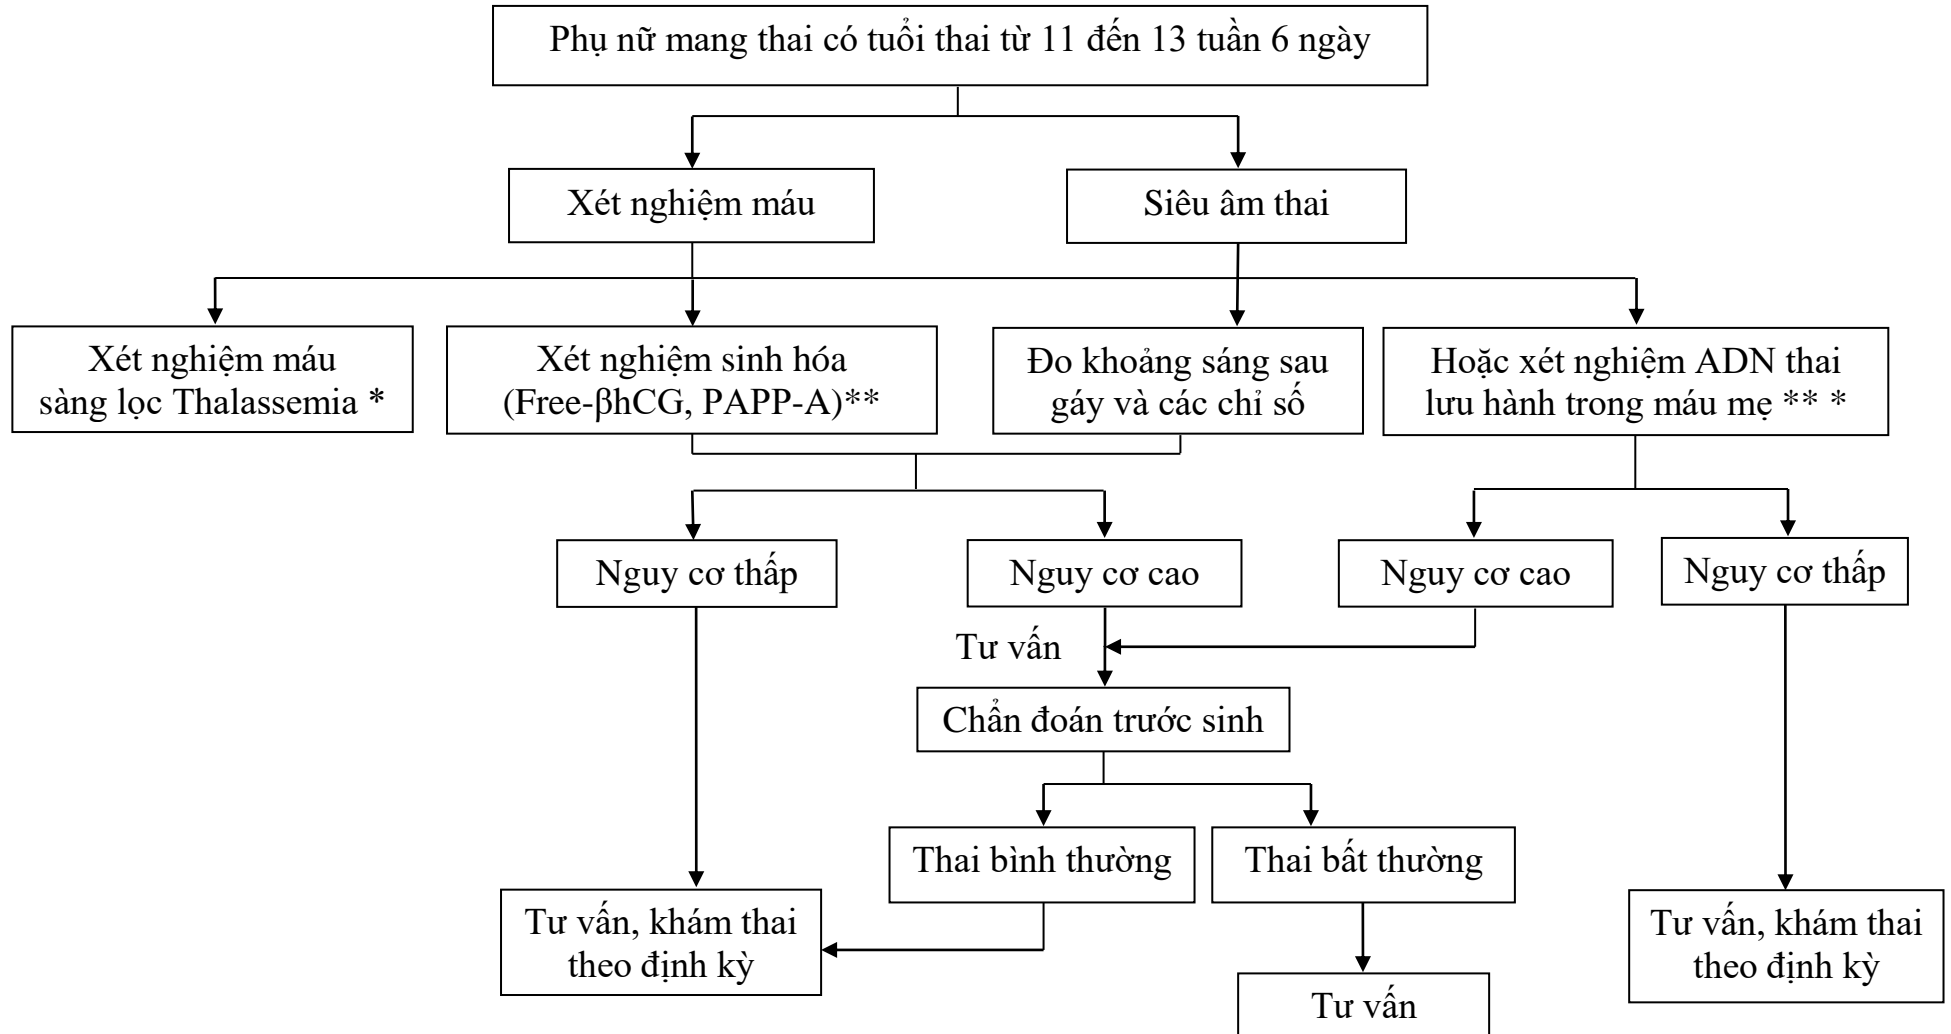 Phụ nữ mang thai có tuổi thai từ 11 đến 13 tuần 6 ngày
Xét nghiệm máu
Siêu âm thai
Xét nghiệm máu
sàng lọc Thalassemia *
Xét nghiệm sinh hóa
(Free-βhCG, PAPP-A)**
Đo khoảng sáng sau
gáy và các chỉ số
Hoặc xét nghiệm ADN thai
lưu hành trong máu mẹ ** *
Nguy cơ thấp
Nguy cơ cao
Nguy cơ cao
Nguy cơ thấp
Tư vấn
Chẩn đoán trước sinh
Thai bình thường
Thai bất thường
Tư vấn, khám thai
theo định kỳ
Tư vấn, khám thai
theo định kỳ
Tư vấn